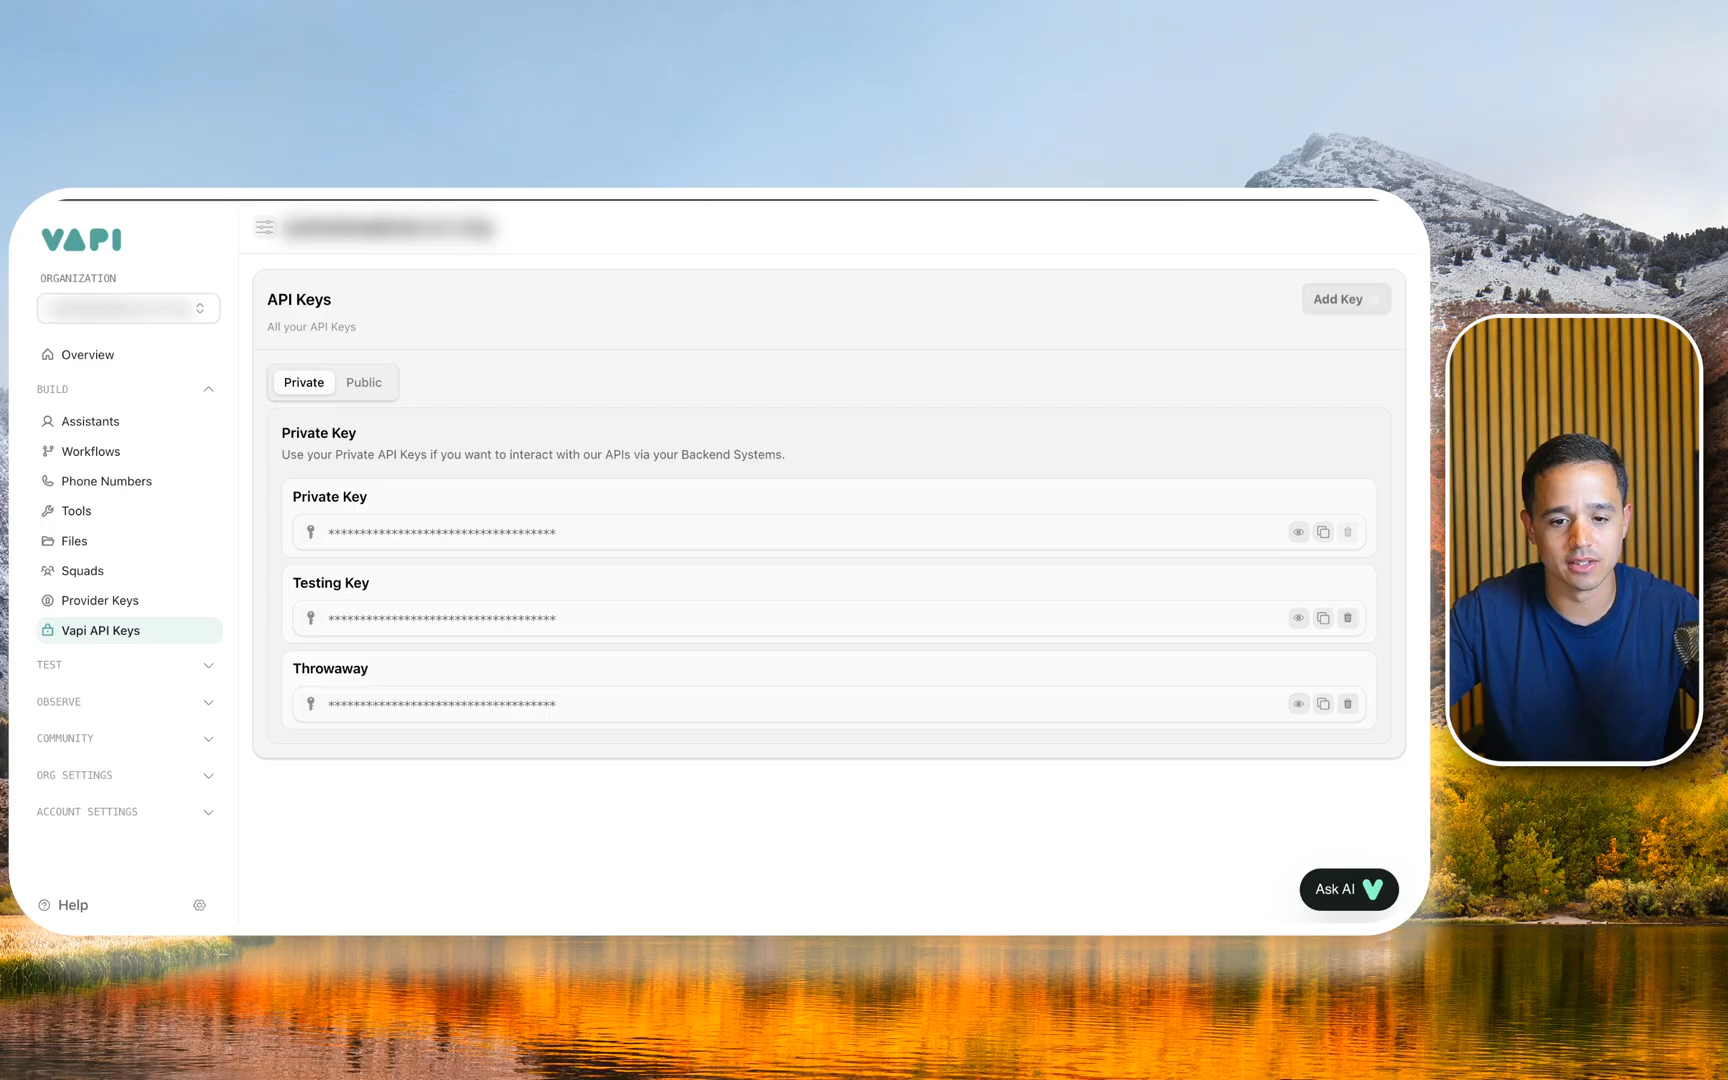 VAPI
ORGANIZATION
Overview
BUILD
Assistants
Workflows
Phone Numbers
Tools
Files
Squads
Provider Keys
Vapi API Keys
TEST
OBSERVE
COMMUNITY
ORG SETTINGS
ACCOUNT SETTINGS
Help
API Keys
Add Key
All your API Keys
Private Public
Private Key
Use your Private API Keys if you want to interact with our APIs via your Backend Systems.
Private Key
************************************
Testing Key
************************************
Throwaway
************************************
Ask AI